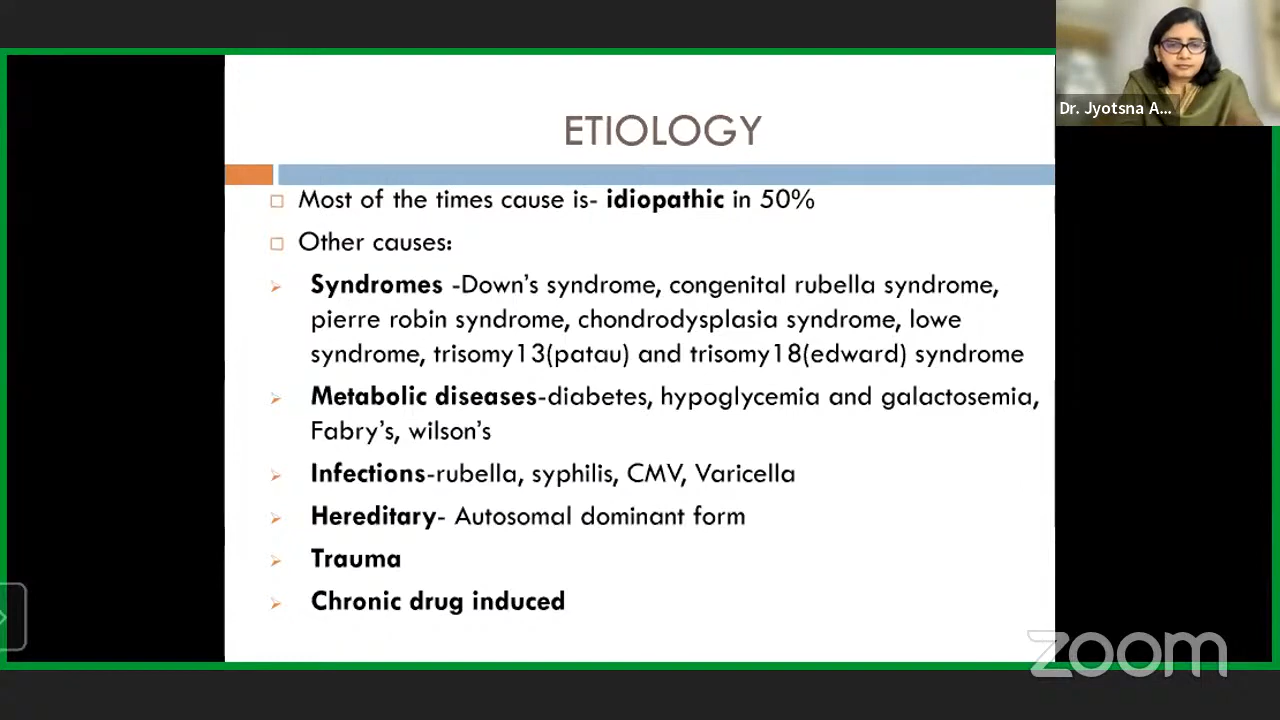 Dr. Jyotsna A...
ETIOLOGY
Most of the times cause is- idiopathic in 50%
Other causes:
Syndromes -Down's syndrome, congenital rubella syndrome,
pierre robin syndrome, chondrodysplasia syndrome, lowe
syndrome, trisomy13(patau) and trisomy18(edward) syndrome
Metabolic diseases-diabetes, hypoglycemia and galactosemia,
Fabry's, wilson's
Infections-rubella, syphilis, CMV, Varicella
Hereditary- Autosomal dominant form
Trauma
Chronic drug induced
zoom